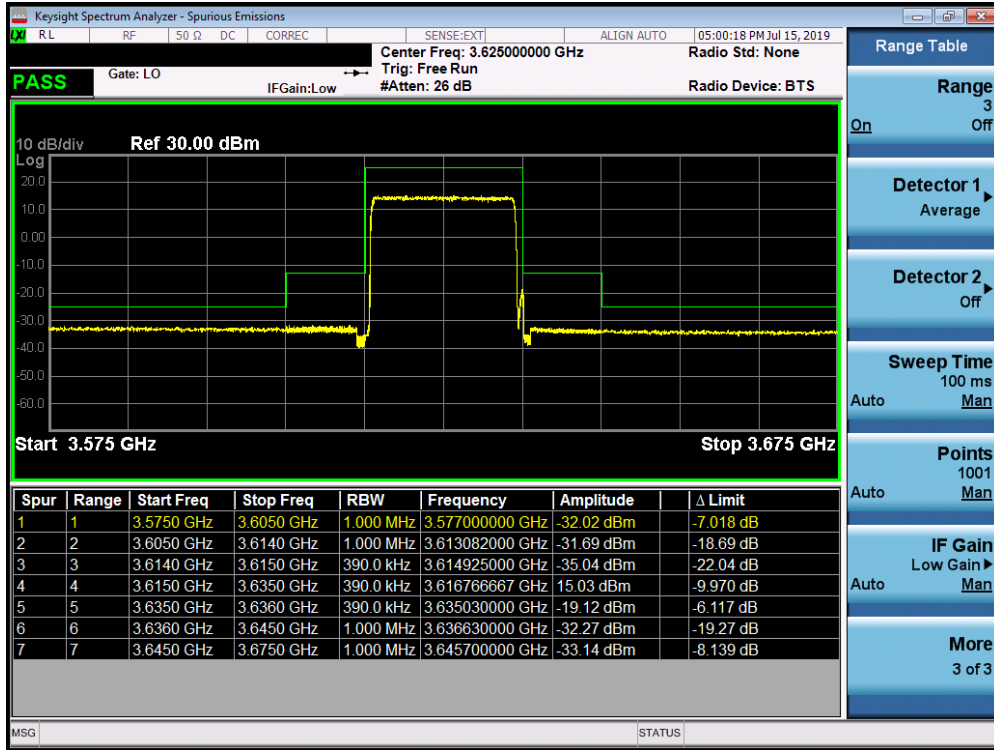 Keysight Spectrum Analyzer - Spurious Emissions
LXI RL RF 50 Ω DC CORREC SENSE:EXT ALIGN AUTO 05:00:18 PM Jul 15, 2019
Center Freq: 3.625000000 GHz Radio Std: None
PASS Gate: LO Trig: Free Run
IFGain:Low #Atten: 26 dB Radio Device: BTS
10 dB/div Ref 30.00 dBm
Log
20.0
10.0
0.00
-10.0
-20.0
-30.0
-40.0
-50.0
-60.0
Start 3.575 GHz Stop 3.675 GHz
Spur Range Start Freq Stop Freq RBW Frequency Amplitude Δ Limit
1 1 3.5750 GHz 3.6050 GHz 1.000 MHz 3.577000000 GHz -32.02 dBm -7.018 dB
2 2 3.6050 GHz 3.6140 GHz 1.000 MHz 3.613082000 GHz -31.69 dBm -18.69 dB
3 3 3.6140 GHz 3.6150 GHz 390.0 kHz 3.614925000 GHz -35.04 dBm -22.04 dB
4 4 3.6150 GHz 3.6350 GHz 390.0 kHz 3.616766667 GHz 15.03 dBm -9.970 dB
5 5 3.6350 GHz 3.6360 GHz 390.0 kHz 3.635030000 GHz -19.12 dBm -6.117 dB
6 6 3.6360 GHz 3.6450 GHz 1.000 MHz 3.636630000 GHz -32.27 dBm -19.27 dB
7 7 3.6450 GHz 3.6750 GHz 1.000 MHz 3.645700000 GHz -33.14 dBm -8.139 dB
MSG STATUS
Range Table
Range
3
On Off
Detector 1
Average
Detector 2
Off
Sweep Time
100 ms
Auto Man
Points
1001
Auto Man
IF Gain
Low Gain
Auto Man
More
3 of 3